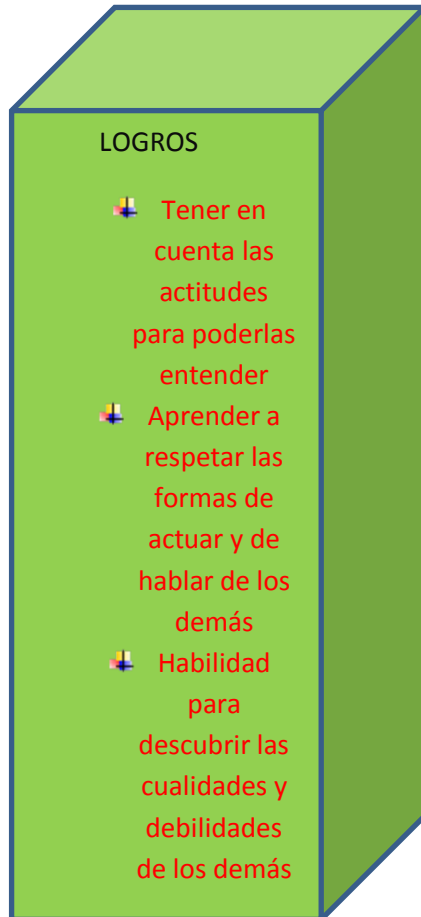 LOGROS
Tener en
cuenta las
actitudes
para poderlas
entender
Aprender a
respetar las
formas de
actuar y de
hablar de los
demás
Habilidad
para
descubrir las
cualidades y
debilidades
de los demás